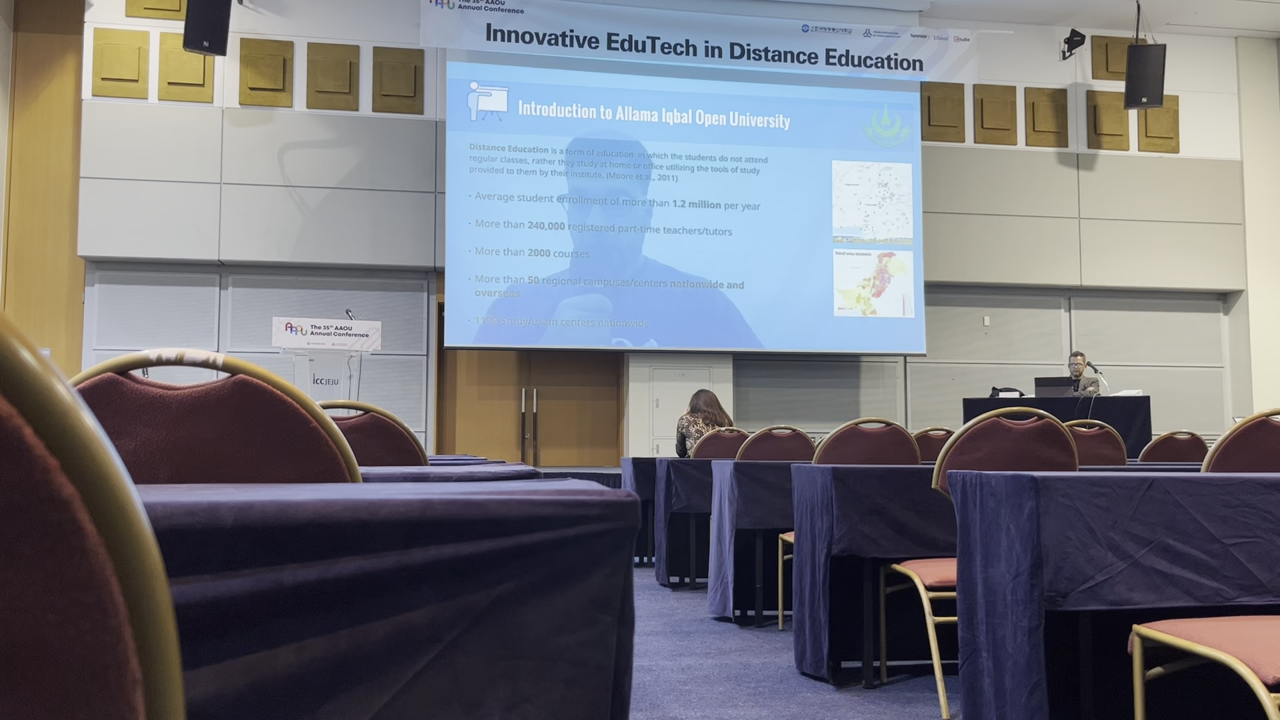 The 35th AAOU
Annual Conference
Innovative EduTech in Distance Education
Introduction to Allama Iqbal Open University
Distance Education is a form of education, in which the students do not attend
regular classes, rather they study at home or office utilizing the tools of study
provided to them by their institute. (Moore et al., 2011)
· Average student enrollment of more than 1.2 million per year
· More than 240,000 registered part-time teachers/tutors
· More than 2000 courses
· More than 50 regional campuses/centers nationwide and
overseas
centers nationwide
The 35th AAOU
Annual Conference
ICCJEJU